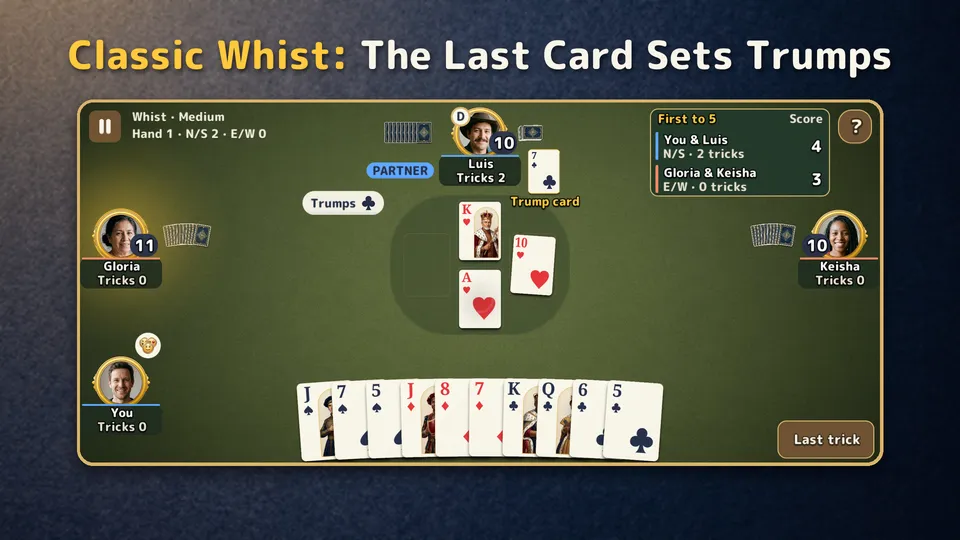 Classic Whist: The Last Card Sets Trumps
Whist · Medium
Hand 1 · N/S 2 · E/W 0
D
10
Luis
Tricks 2
PARTNER
7
Trump card
Trumps
First to 5 Score
You & Luis 4
N/S · 2 tricks
Gloria & Keisha 3
E/W · 0 tricks
?
K
10
A
11
Gloria
Tricks 0
10
Keisha
Tricks 0
You
Tricks 0
J 7 5 J 8 7 K Q 6 5
Last trick